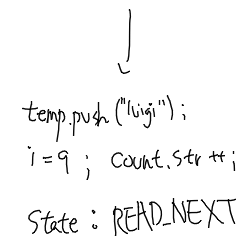 temp.push("luigi");
i=9; count.str++;
State: READ_NEXT